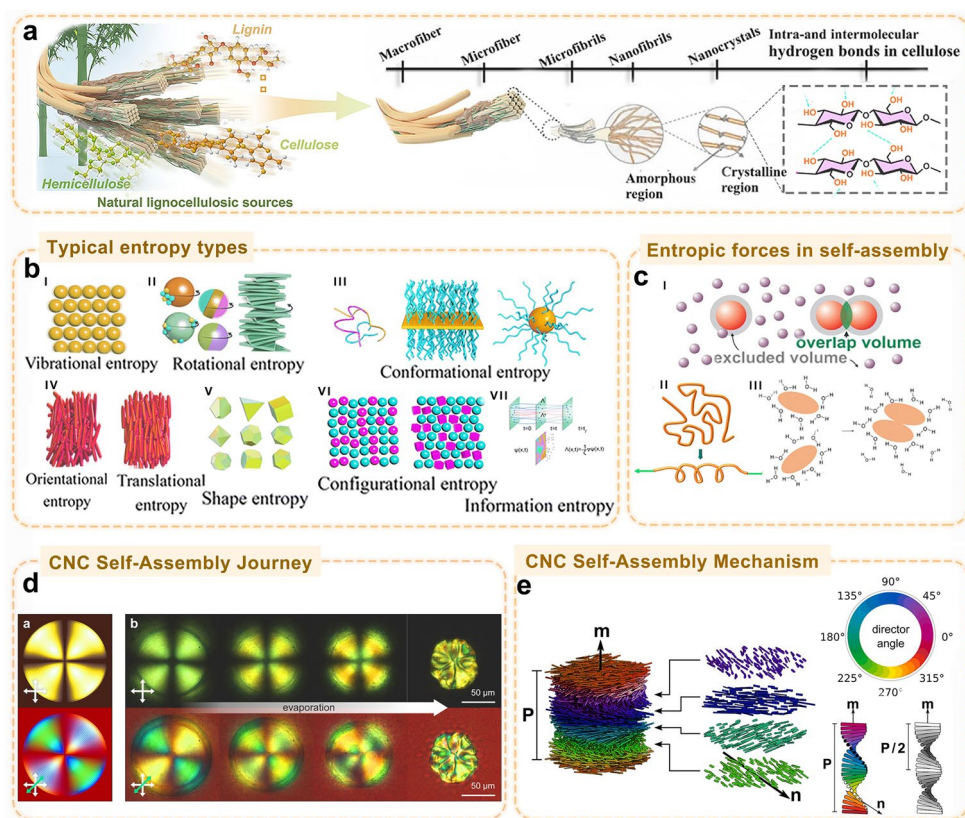 a
Lignin
Cellulose
Hemicellulose
Natural lignocellulosic sources
Macrofiber
Microfiber
Microfibrils
Nanofibrils
Nanocrystals
Intra-and intermolecular
hydrogen bonds in cellulose
Amorphous
region
Crystalline
region
Typical entropy types
b
I
II
III
Vibrational entropy
Rotational entropy
Conformational entropy
IV
V
VI
VII
Orientational
entropy
Translational
entropy
Shape entropy
Configurational entropy
Information entropy
Entropic forces in self-assembly
c
I
overlap volume
excluded volume
II
III
CNC Self-Assembly Journey
d
a
b
50 µm
evaporation
50 µm
CNC Self-Assembly Mechanism
e
m
P
n
90°
135°
45°
180°
director
angle
0°
225°
315°
270°
m
m
P
P/2
n